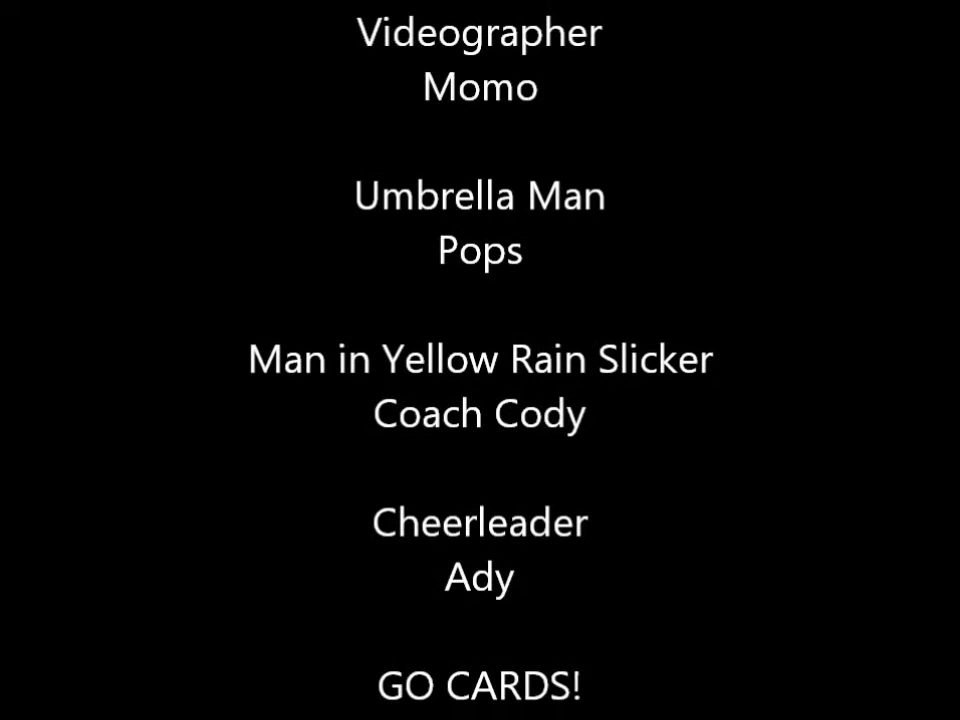 Videographer
Momo
Umbrella Man
Pops
Man in Yellow Rain Slicker
Coach Cody
Cheerleader
Ady
GO CARDS!